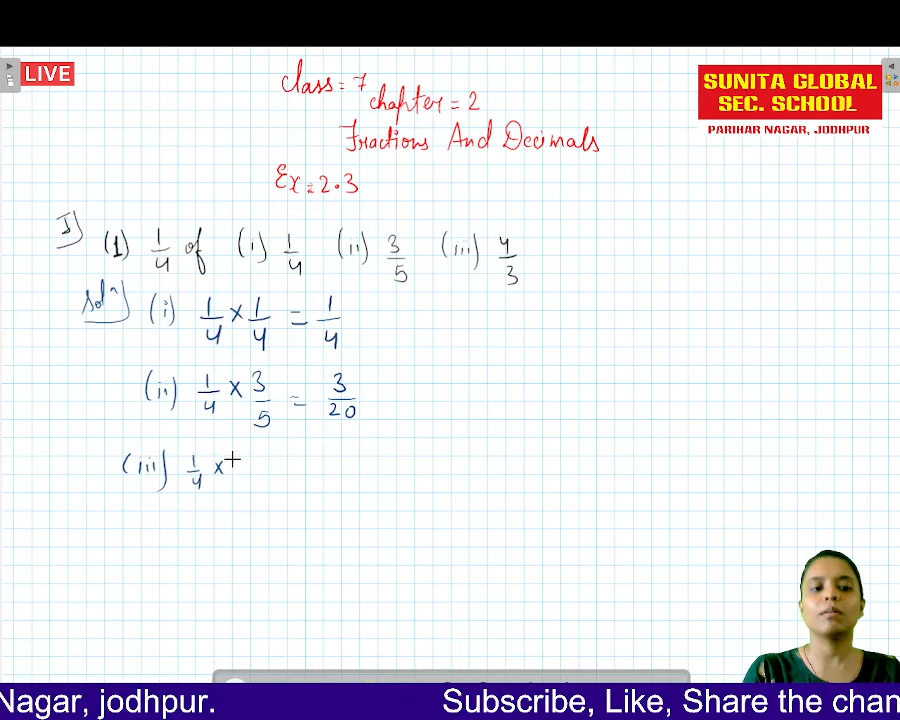 LIVE
Class = 7
Chapter = 2
Fractions And Decimals
Ex = 2.3
SUNITA GLOBAL
SEC. SCHOOL
PARIHAR NAGAR, JODHPUR
I) (1) 1/4 of (i) 1/4 (ii) 3/5 (iii) 4/3
Solⁿ) (i) 1/4 × 1/4 = 1/4
(ii) 1/4 × 3/5 = 3/20
(iii) 1/4 ×
Nagar, jodhpur. Subscribe, Like, Share the chan